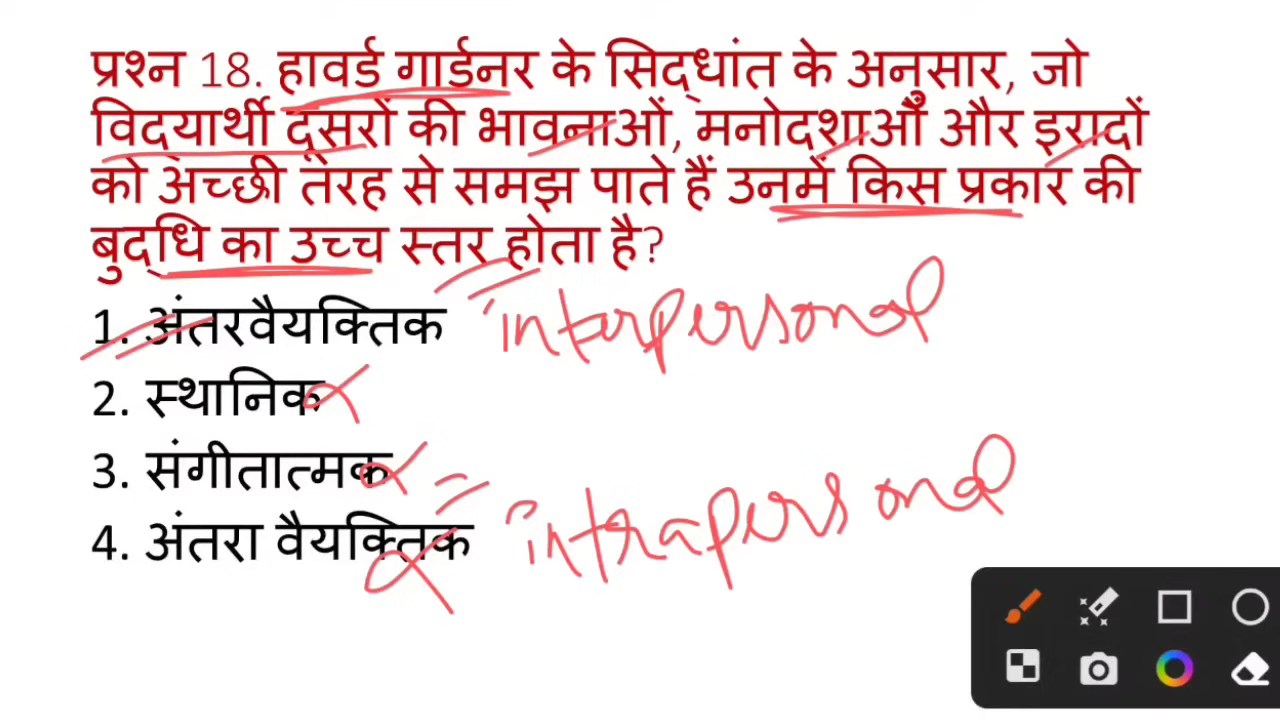 प्रश्न 18. हावर्ड गार्डनर के सिद्धांत के अनुसार, जो
विद्यार्थी दूसरों की भावनाओं, मनोदशाओं और इरादों
को अच्छी तरह से समझ पाते हैं उनमें किस प्रकार की
बुद्धि का उच्च स्तर होता है?
1. अंतरवैयक्तिक interpersonal
2. स्थानिक
3. संगीतात्मक
4. अंतरा वैयक्तिक intrapersonal